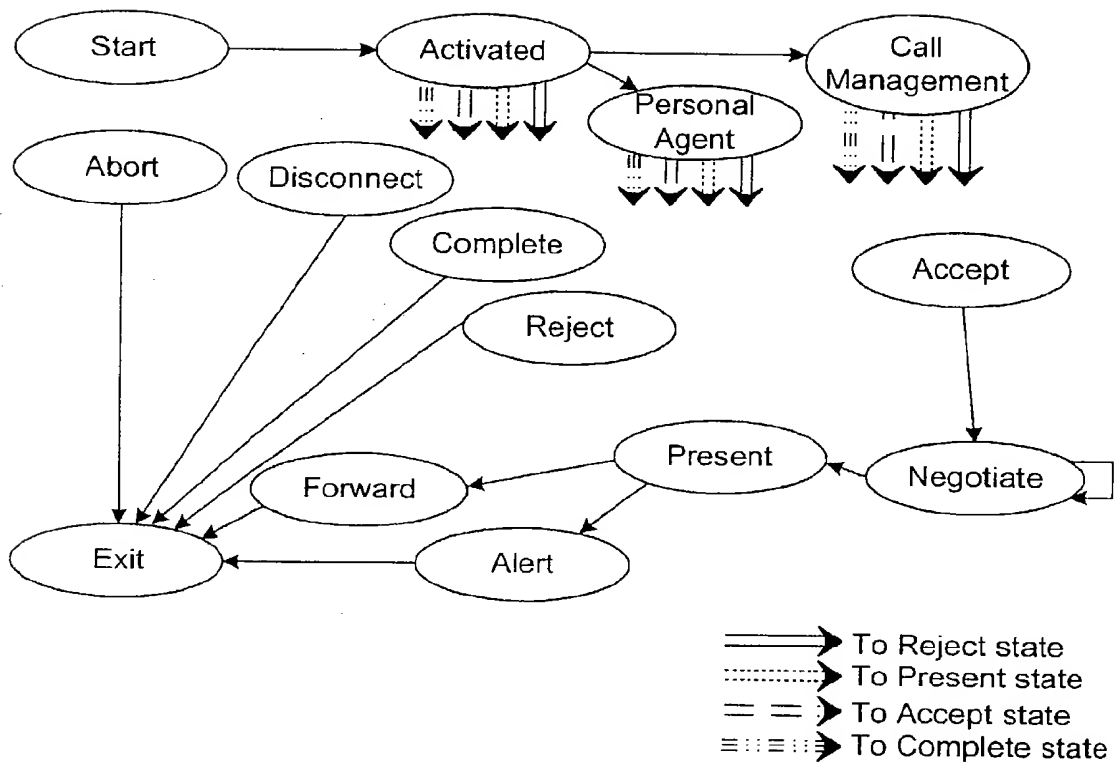 Start
Activated
Call
Management
Personal
Agent
Abort
Disconnect
Complete
Accept
Reject
Present
Negotiate
Forward
Exit
Alert
To Reject state
To Present state
To Accept state
To Complete state